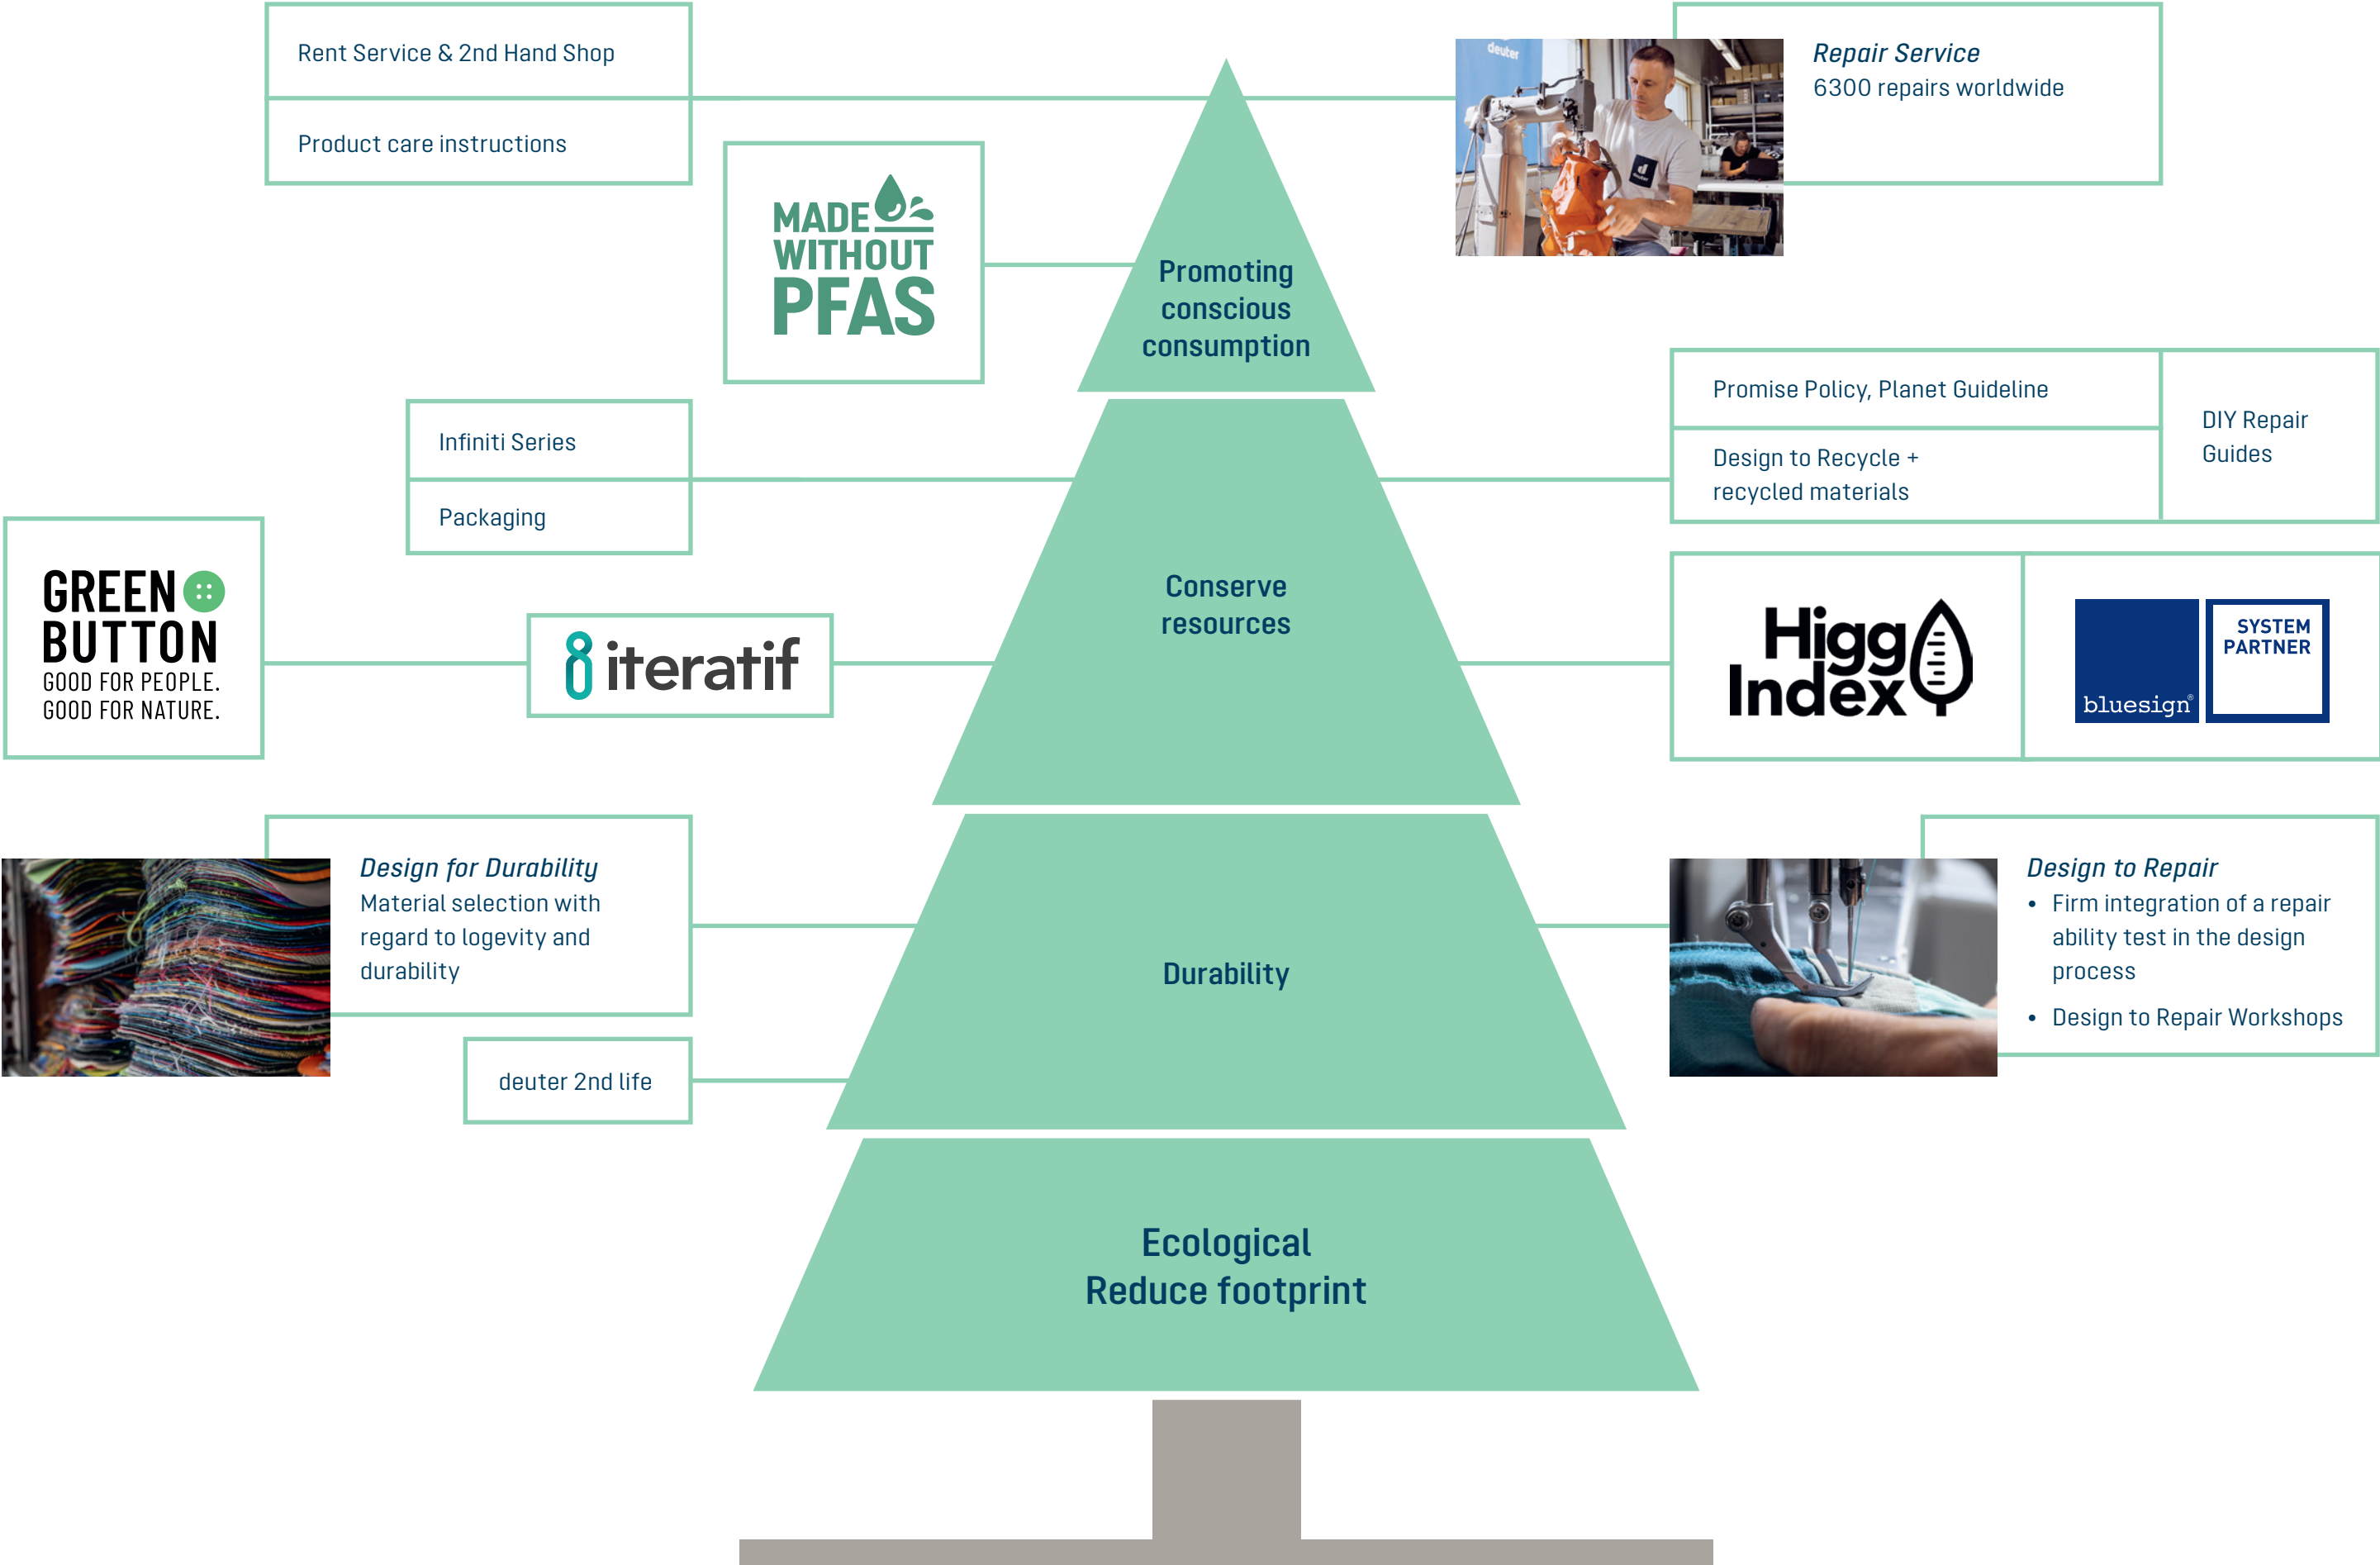 Rent Service & 2nd Hand Shop
Product care instructions
deuter
deuter
Repair Service
6300 repairs worldwide
MADE
WITHOUT
PFAS
Promoting
conscious
consumption
Infiniti Series
Packaging
Promise Policy, Planet Guideline
Design to Recycle +
recycled materials
DIY Repair
Guides
GREEN
BUTTON
GOOD FOR PEOPLE.
GOOD FOR NATURE.
iteratif
Conserve
resources
Higg
Index
bluesign®
SYSTEM
PARTNER
Design for Durability
Material selection with
regard to logevity and
durability
deuter 2nd life
Durability
Design to Repair
• Firm integration of a repair
ability test in the design
process
• Design to Repair Workshops
Ecological
Reduce footprint